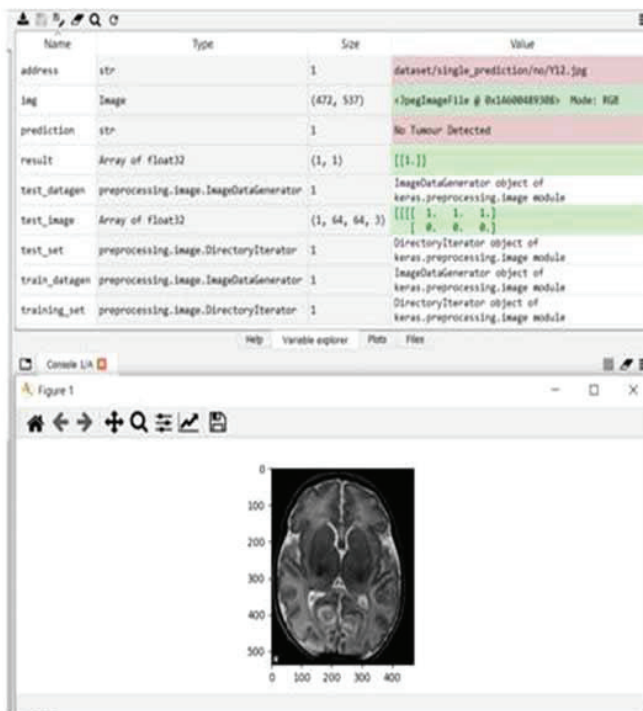 Name Type Size Value
address str 1 dataset/single_prediction/no/Y12.jpg
img Image (472, 537) <JpegImageFile @ 0x1A600489308> Mode: RGB
prediction str 1 No Tumour Detected
result Array of float32 (1, 1) [[1.]]
test_datagen preprocessing.image.ImageDataGenerator 1 ImageDataGenerator object of
keras.preprocessing.image module
test_image Array of float32 (1, 64, 64, 3) [[[[ 1. 1. 1.]
[ 0. 0. 0.]
test_set preprocessing.image.DirectoryIterator 1 DirectoryIterator object of
keras.preprocessing.image module
train_datagen preprocessing.image.ImageDataGenerator 1 ImageDataGenerator object of
keras.preprocessing.image module
training_set preprocessing.image.DirectoryIterator 1 DirectoryIterator object of
keras.preprocessing.image module
Help Variable explorer Plots Files
Console 1/A
Figure 1
0
100
200
300
400
500
0 100 200 300 400